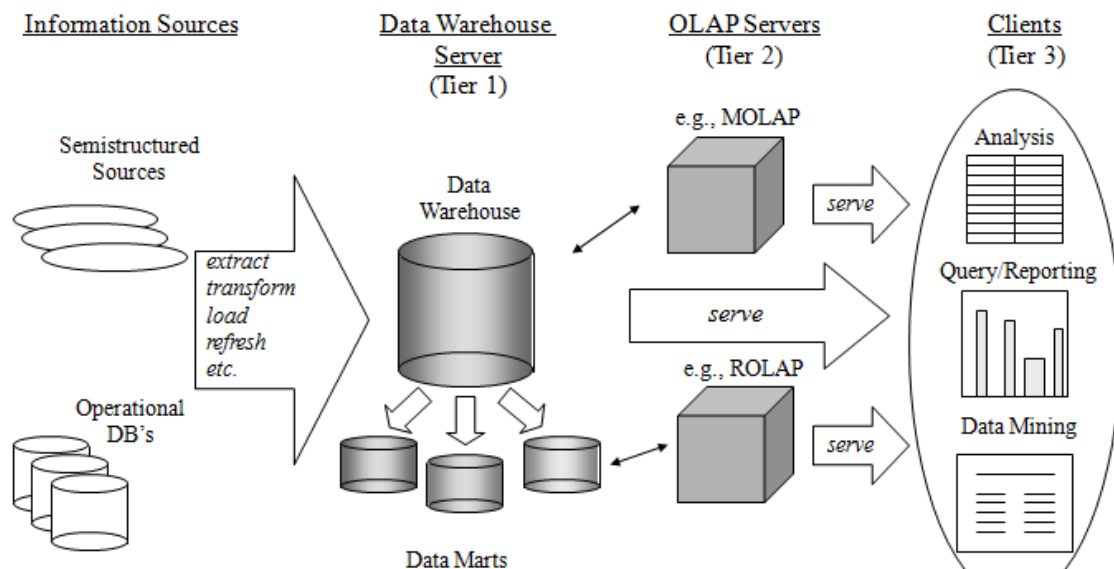 Information Sources
Data Warehouse
Server
(Tier 1)
OLAP Servers
(Tier 2)
Clients
(Tier 3)
Semistructured
Sources
Operational
DB's
extract
transform
load
refresh
etc.
Data
Warehouse
Data Marts
e.g., MOLAP
serve
serve
e.g., ROLAP
serve
Analysis
Query/Reporting
Data Mining